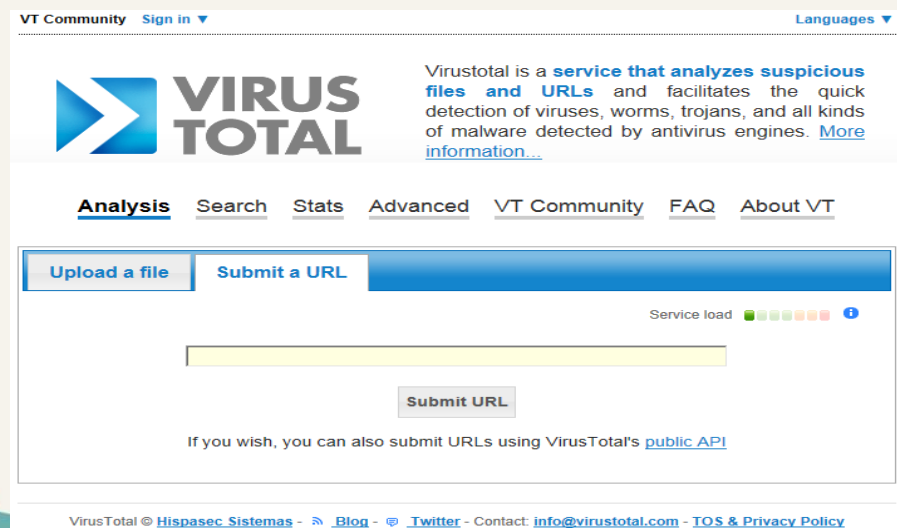 VT Community Sign in ▼ Languages ▼
VIRUS
TOTAL
Virustotal is a service that analyzes suspicious
files and URLs and facilitates the quick
detection of viruses, worms, trojans, and all kinds
of malware detected by antivirus engines. More
information...
Analysis Search Stats Advanced VT Community FAQ About VT
Upload a file Submit a URL
Service load
Submit URL
If you wish, you can also submit URLs using VirusTotal's public API
VirusTotal © Hispasec Sistemas - Blog - Twitter - Contact: info@virustotal.com - TOS & Privacy Policy